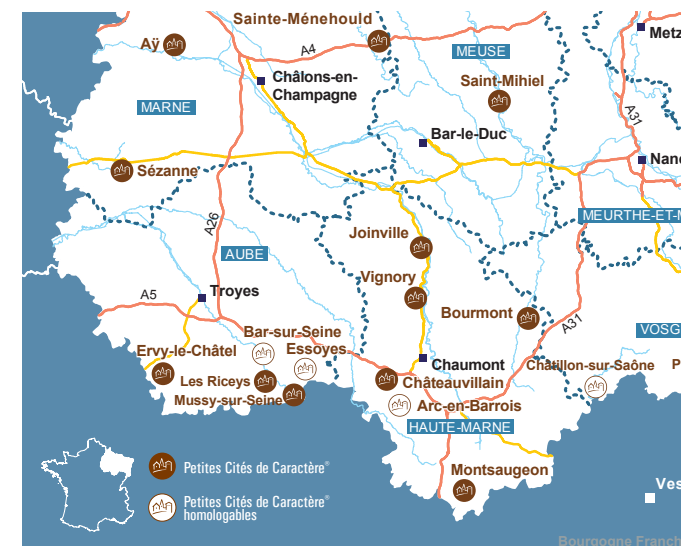 Sainte-Ménehould
Aÿ
A4
MEUSE
Metz
Châlons-en-
Champagne
Saint-Mihiel
MARNE
A31
Bar-le-Duc
Sézanne
Nanc
MEURTHE-ET-M
A26
Joinville
AUBE
Vignory
A5
Troyes
Bourmont
A31
VOSG
Bar-sur-Seine
Ervy-le-Châtel
Essoyes
Chaumont
Châtillon-sur-Saône
P
Les Riceys
Châteauvillain
Mussy-sur-Seine
Arc-en-Barrois
HAUTE-MARNE
Petites Cités de Caractère®
Montsaugeon
Ves
Petites Cités de Caractère®
homologables
Bourgogne Franch